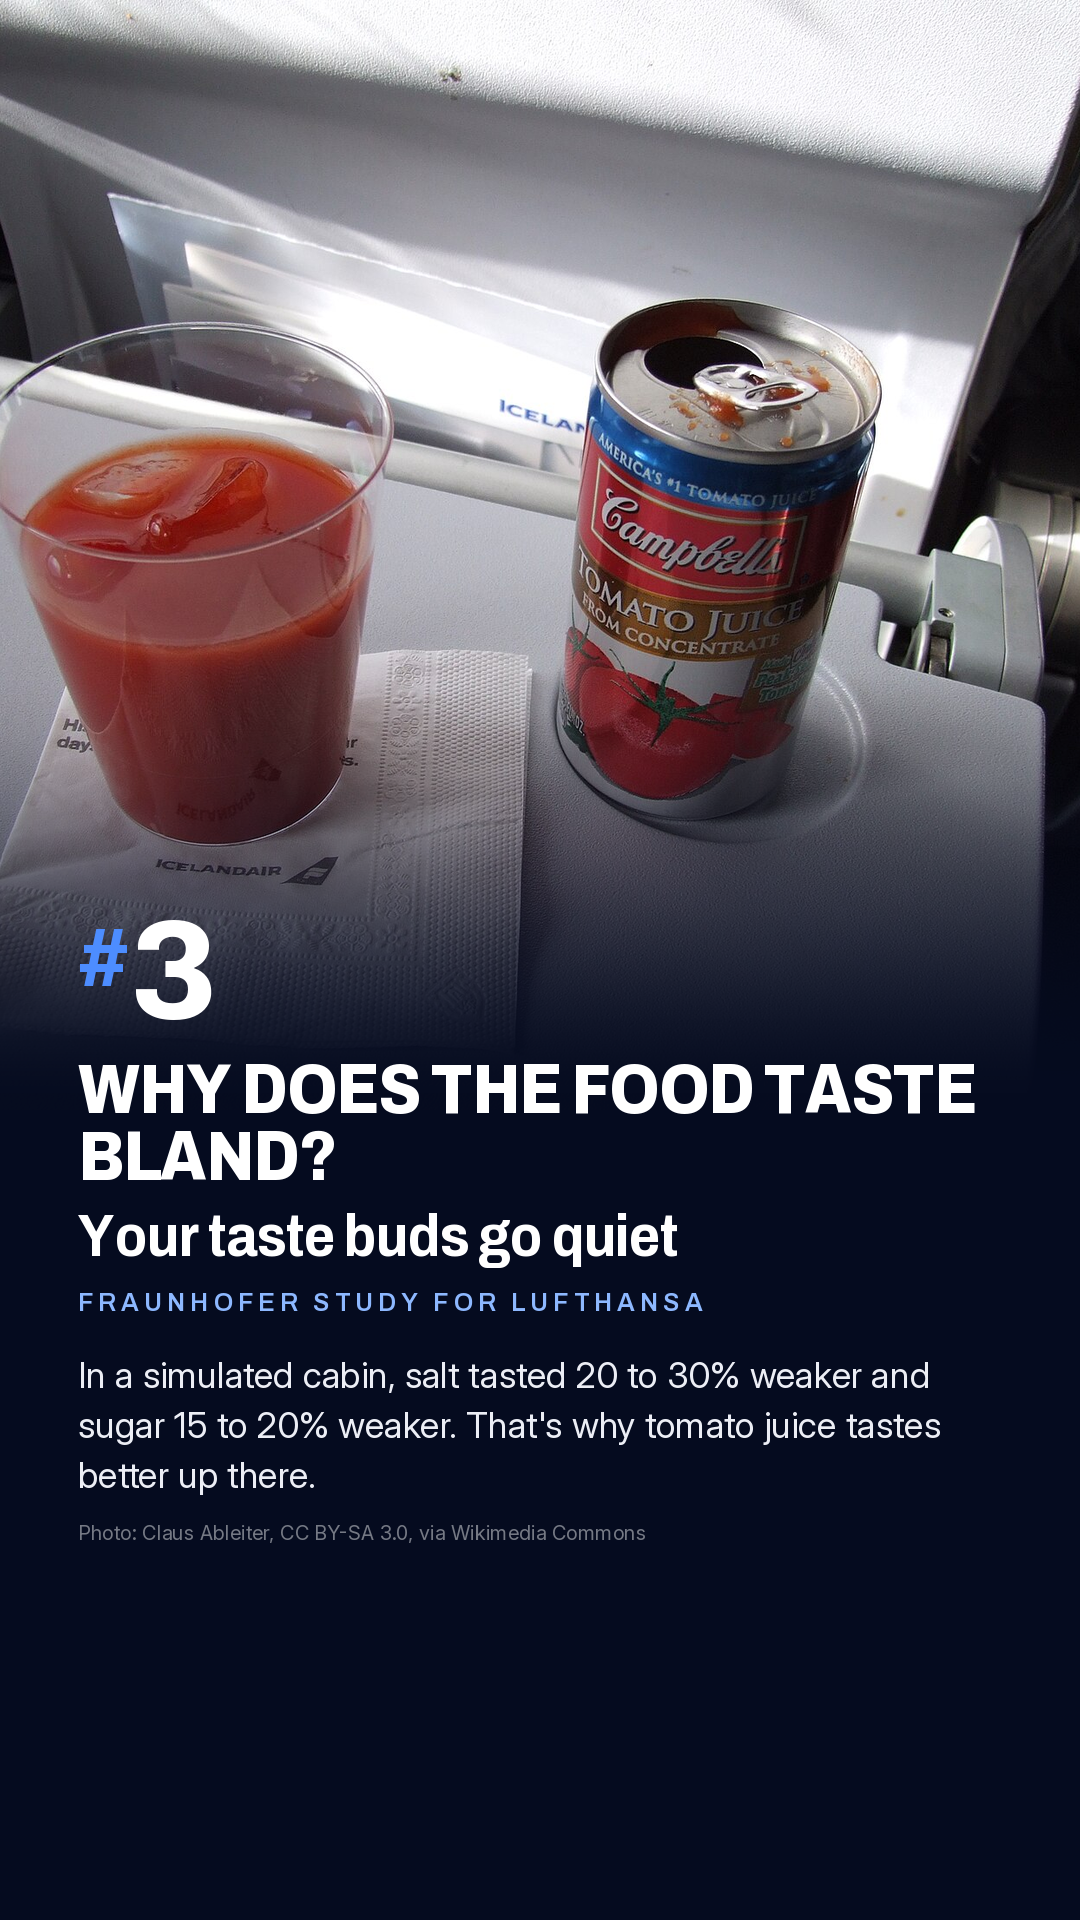 ICELAN
AMERICA'S #1 TOMATO JUICE
Campbell's
TOMATO JUICE
FROM CONCENTRATE
ICELANDAIR
#3
WHY DOES THE FOOD TASTE
BLAND?
Your taste buds go quiet
FRAUNHOFER STUDY FOR LUFTHANSA
In a simulated cabin, salt tasted 20 to 30% weaker and
sugar 15 to 20% weaker. That's why tomato juice tastes
better up there.
Photo: Claus Ableiter, CC BY-SA 3.0, via Wikimedia Commons